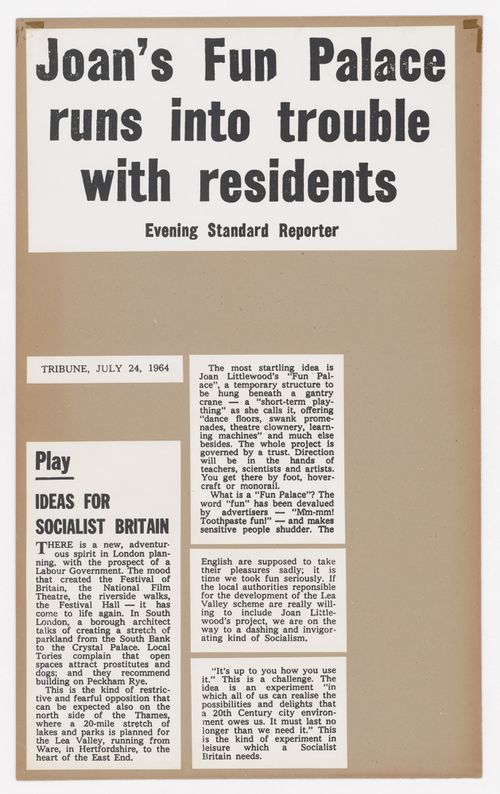 Joan's Fun Palace
runs into trouble
with residents
Evening Standard Reporter
TRIBUNE, JULY 24, 1964
Play
IDEAS FOR
SOCIALIST BRITAIN
THERE is a new, adventur-
ous spirit in London plan-
ning, with the prospect of a
Labour Government. The mood
that created the Festival of
Britain, the National Film
Theatre, the riverside walks,
the Festival Hall — it has
come to life again. In South
London, a borough architect
talks of creating a stretch of
parkland from the South Bank
to the Crystal Palace. Local
Tories complain that open
spaces attract prostitutes and
dogs; and they recommend
building on Peckham Rye.
This is the kind of restric-
tive and fearful opposition that
can be expected also on the
north side of the Thames,
where a 20-mile stretch of
lakes and parks is planned for
the Lea Valley, running from
Ware, in Hertfordshire, to the
heart of the East End.
The most startling idea is
Joan Littlewood's "Fun Pal-
ace", a temporary structure to
be hung beneath a gantry
crane — a "short-term play-
thing" as she calls it, offering
"dance floors, swank prome-
nades, theatre clownery, learn-
ing machines" and much else
besides. The whole project is
governed by a trust. Direction
will be in the hands of
teachers, scientists and artists.
You get there by foot, hover-
craft or monorail.
What is a "Fun Palace"? The
word "fun" has been devalued
by advertisers — "Mm-mm!
Toothpaste fun!" — and makes
sensitive people shudder. The
English are supposed to take
their pleasures sadly; it is
time we took fun seriously. If
the local authorities reponsible
for the development of the Lea
Valley scheme are really will-
ing to include Joan Little-
wood's project, we are on the
way to a dashing and invigor-
ating kind of Socialism.
"It's up to you how you use
it." This is a challenge. The
idea is an experiment "in
which all of us can realise the
possibilities and delights that
a 20th Century city environ-
ment owes us. It must last no
longer than we need it." This
is the kind of experiment in
leisure which a Socialist
Britain needs.